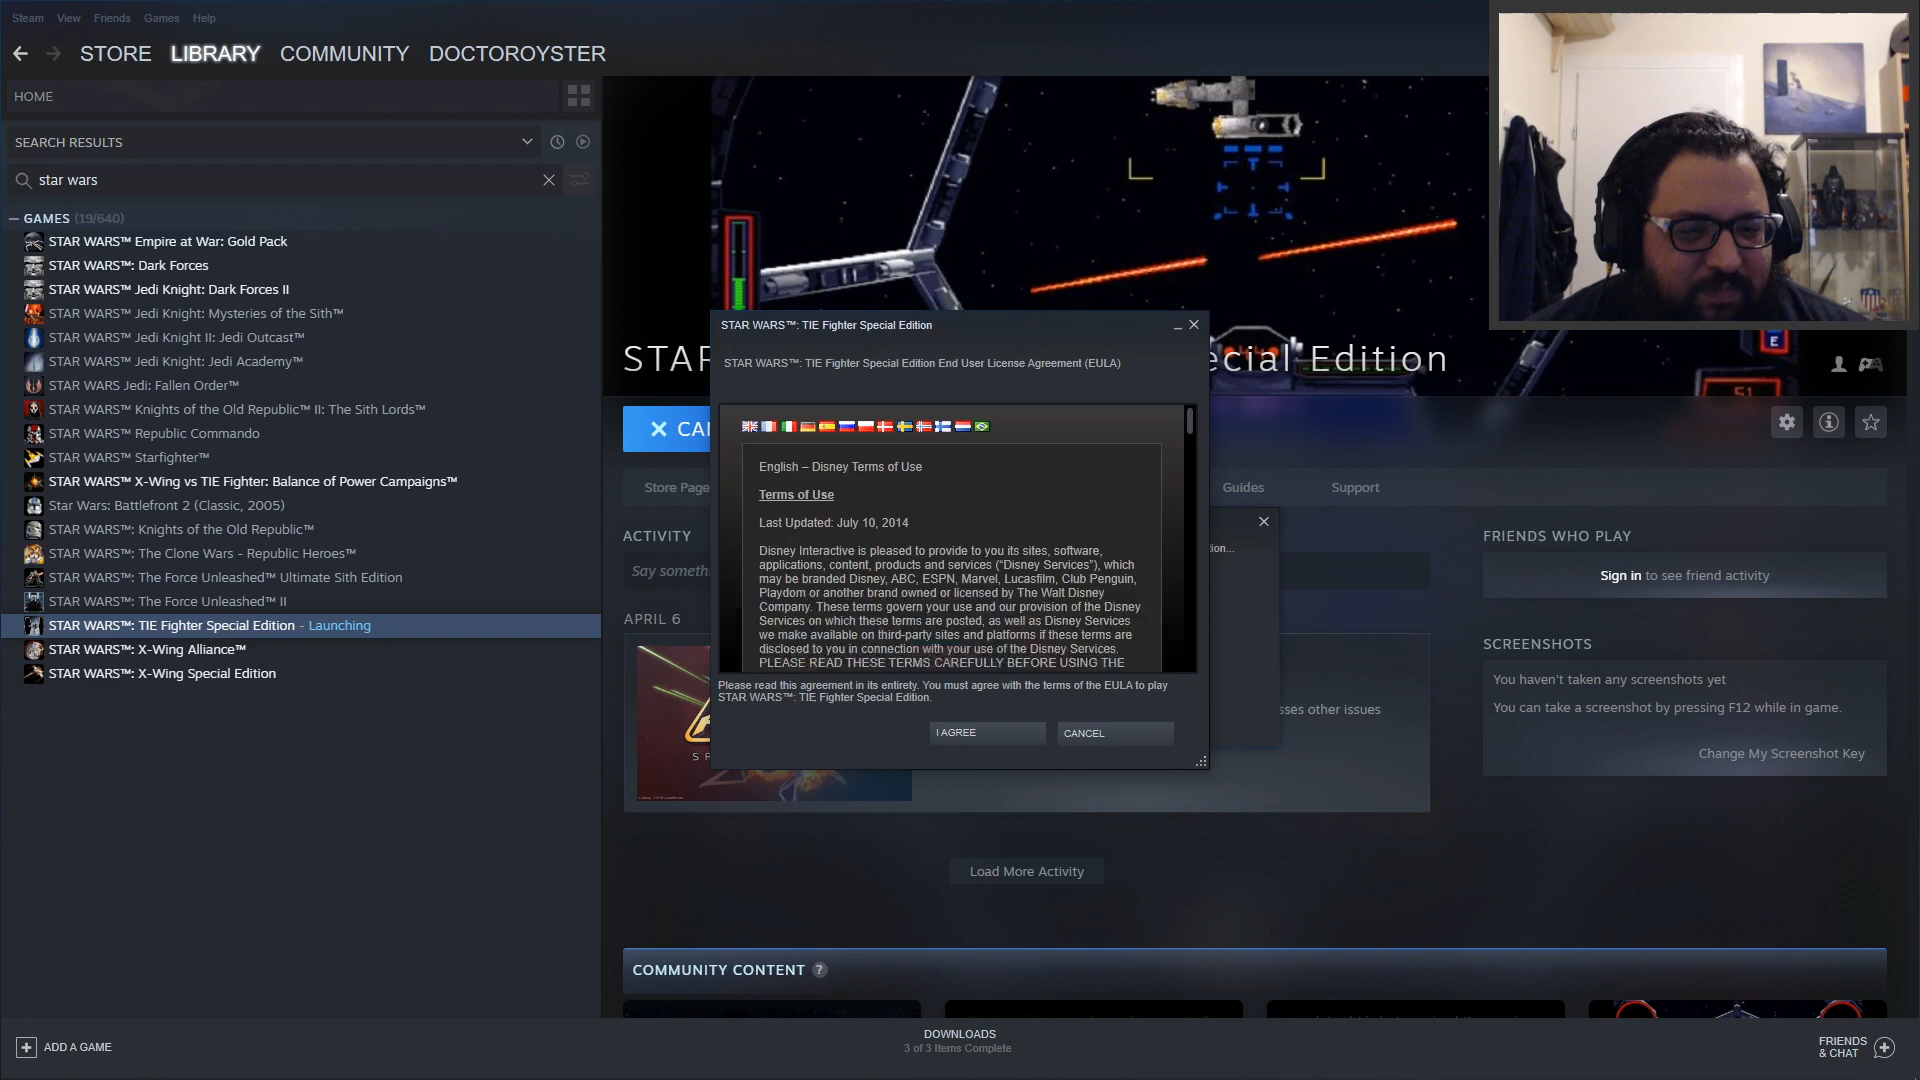 Steam View Friends Games Help
STORE LIBRARY COMMUNITY DOCTOROYSTER
HOME
SEARCH RESULTS
star wars
GAMES (19/640)
STAR WARS™ Empire at War: Gold Pack
STAR WARS™: Dark Forces
STAR WARS™ Jedi Knight: Dark Forces II
STAR WARS™ Jedi Knight: Mysteries of the Sith™
STAR WARS™ Jedi Knight II: Jedi Outcast™
STAR WARS™ Jedi Knight: Jedi Academy™
STAR WARS Jedi: Fallen Order™
STAR WARS™ Knights of the Old Republic™ II: The Sith Lords™
STAR WARS™ Republic Commando
STAR WARS™ Starfighter™
STAR WARS™ X-Wing vs TIE Fighter: Balance of Power Campaigns™
Star Wars: Battlefront 2 (Classic, 2005)
STAR WARS™: Knights of the Old Republic™
STAR WARS™: The Clone Wars - Republic Heroes™
STAR WARS™: The Force Unleashed™ Ultimate Sith Edition
STAR WARS™: The Force Unleashed™ II
STAR WARS™: TIE Fighter Special Edition - Launching
STAR WARS™: X-Wing Alliance™
STAR WARS™: X-Wing Special Edition
ADD A GAME
E
51
STAR
ecial Edition
CAN
Store Page
Guides
Support
STAR WARS™: TIE Fighter Special Edition
STAR WARS™: TIE Fighter Special Edition End User License Agreement (EULA)
English – Disney Terms of Use
Terms of Use
Last Updated: July 10, 2014
Disney Interactive is pleased to provide to you its sites, software,
applications, content, products and services (“Disney Services”), which
may be branded Disney, ABC, ESPN, Marvel, Lucasfilm, Club Penguin,
Playdom or another brand owned or licensed by The Walt Disney
Company. These terms govern your use and our provision of the Disney
Services on which these terms are posted, as well as Disney Services
we make available on third-party sites and platforms if these terms are
disclosed to you in connection with your use of the Disney Services.
PLEASE READ THESE TERMS CAREFULLY BEFORE USING THE
Please read this agreement in its entirety. You must agree with the terms of the EULA to play
STAR WARS™: TIE Fighter Special Edition.
I AGREE
CANCEL
tion...
ACTIVITY
Say someth
APRIL 6
S P
sses other issues
Load More Activity
FRIENDS WHO PLAY
Sign in to see friend activity
SCREENSHOTS
You haven't taken any screenshots yet
You can take a screenshot by pressing F12 while in game.
Change My Screenshot Key
COMMUNITY CONTENT ?
DOWNLOADS
3 of 3 Items Complete
FRIENDS
& CHAT